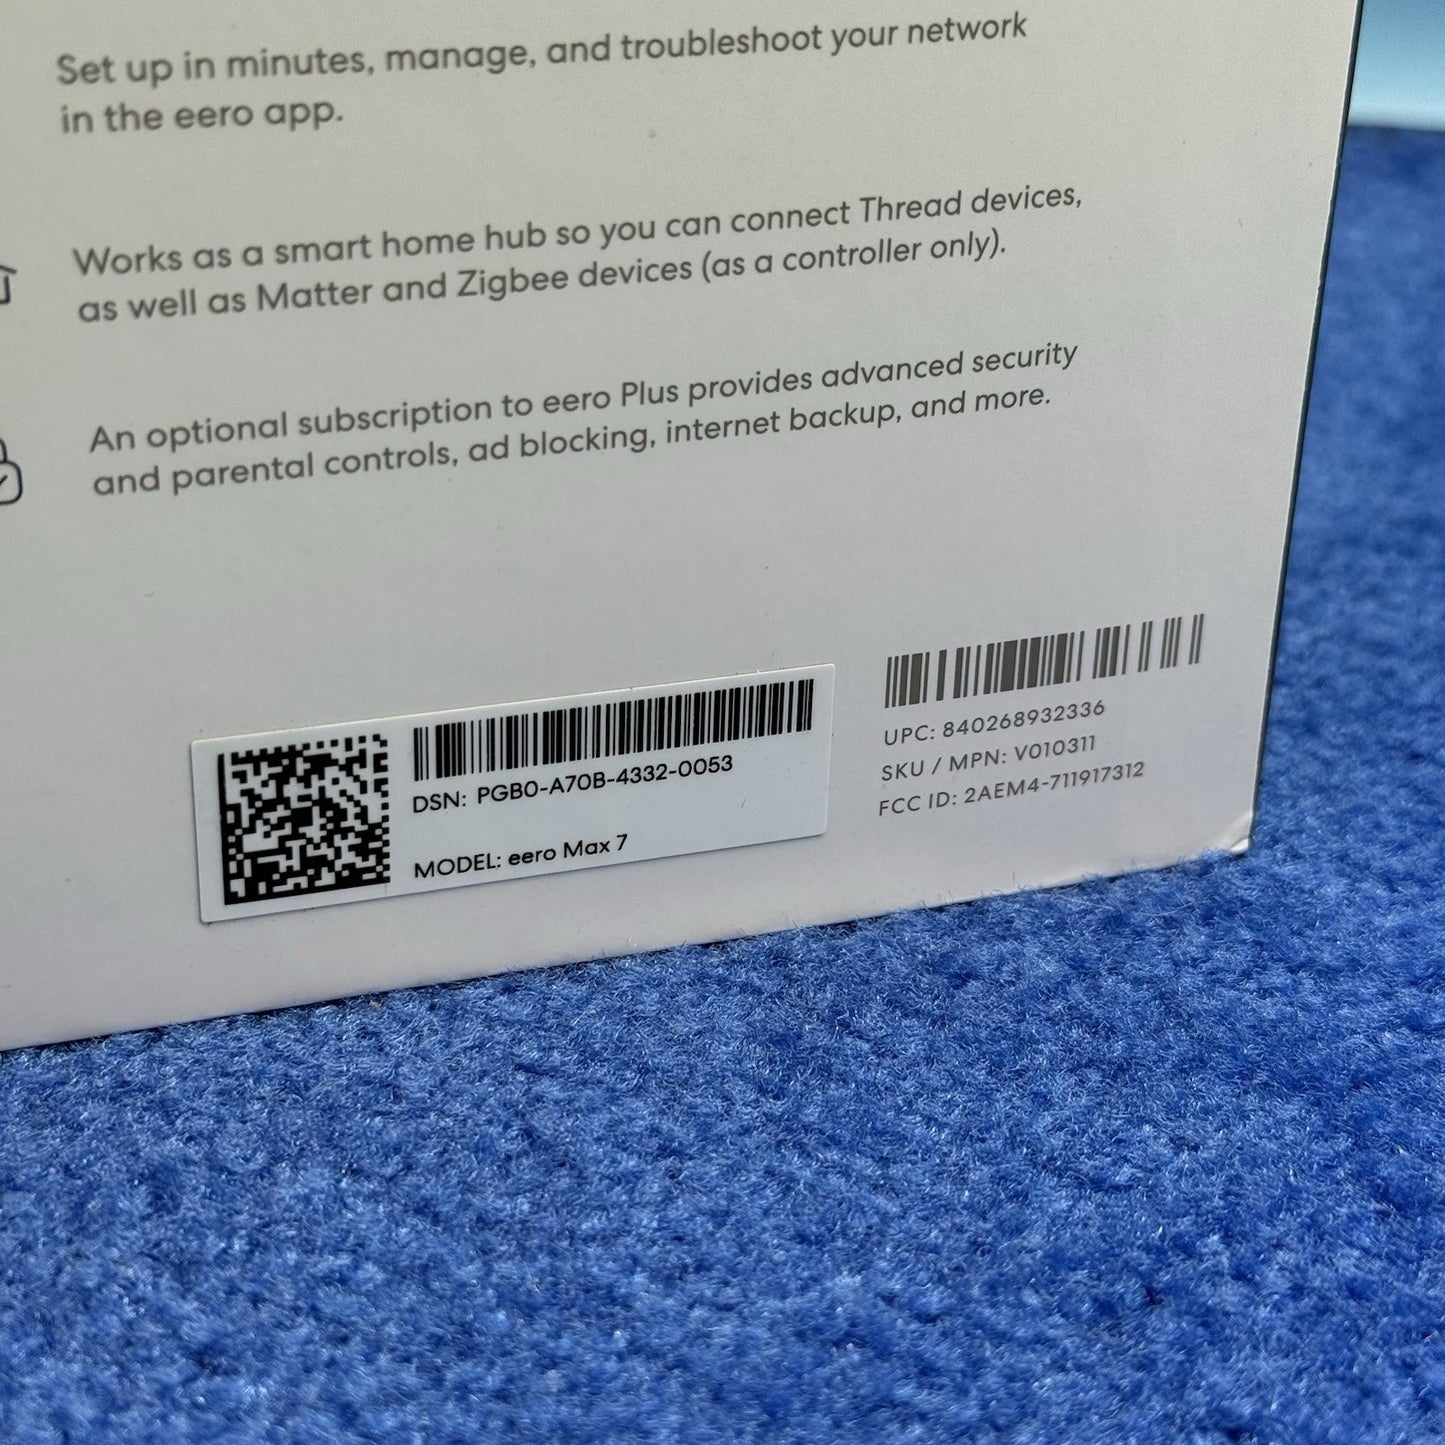 Set up in minutes, manage, and troubleshoot your network
in the eero app.
Works as a smart home hub so you can connect Thread devices,
as well as Matter and Zigbee devices (as a controller only).
An optional subscription to eero Plus provides advanced security
and parental controls, ad blocking, internet backup, and more.
DSN: PGB0-A70B-4332-0053
MODEL: eero Max 7
UPC: 840268932336
SKU / MPN: V010311
FCC ID: 2AEM4-711917312